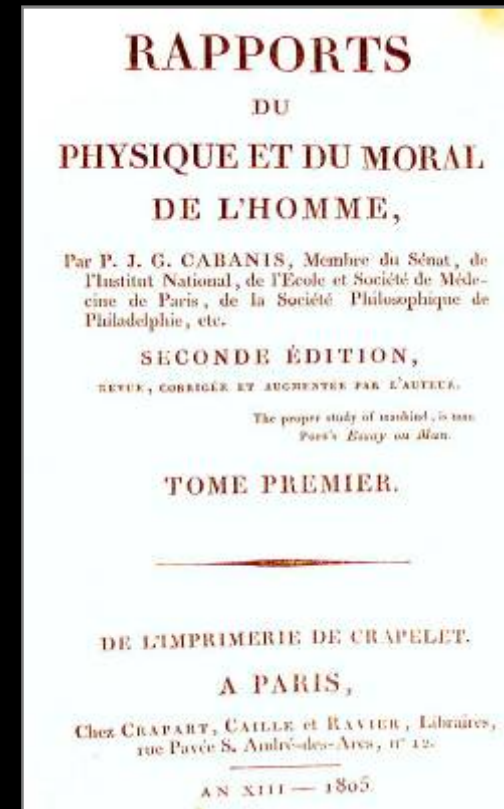 RAPPORTS
DU
PHYSIQUE ET DU MORAL
DE L'HOMME,
Par P. J. G. CABANIS, Membre du Sénat, de
l'Institut National, de l'Ecole et Société de Méde-
cine de Paris, de la Société Philosophique de
Philadelphie, etc.
SECONDE ÉDITION,
REVUE, CORRIGÉE ET AUGMENTÉE PAR L'AUTEUR.
The proper study of mankind, is man
POPE'S Essay on Man.
TOME PREMIER.
DE L'IMPRIMERIE DE CRAPELET.
A PARIS,
Chez CRAPART, CAILLE et RAVIER, Libraires,
rue Pavée S. André-des-Arcs, n° 12.
AN XIII — 1805